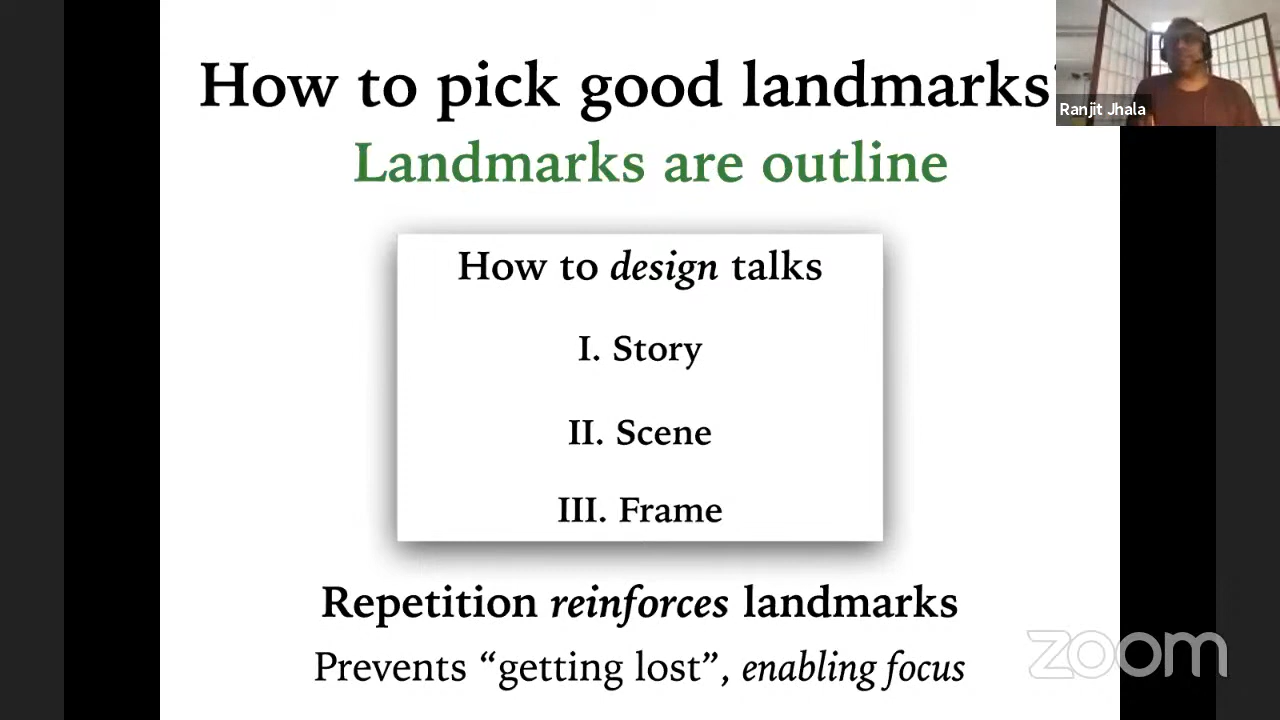 How to pick good landmarks
Ranjit Jhala
Landmarks are outline
How to design talks
I. Story
II. Scene
III. Frame
Repetition reinforces landmarks
Prevents “getting lost”, enabling focus
zoom